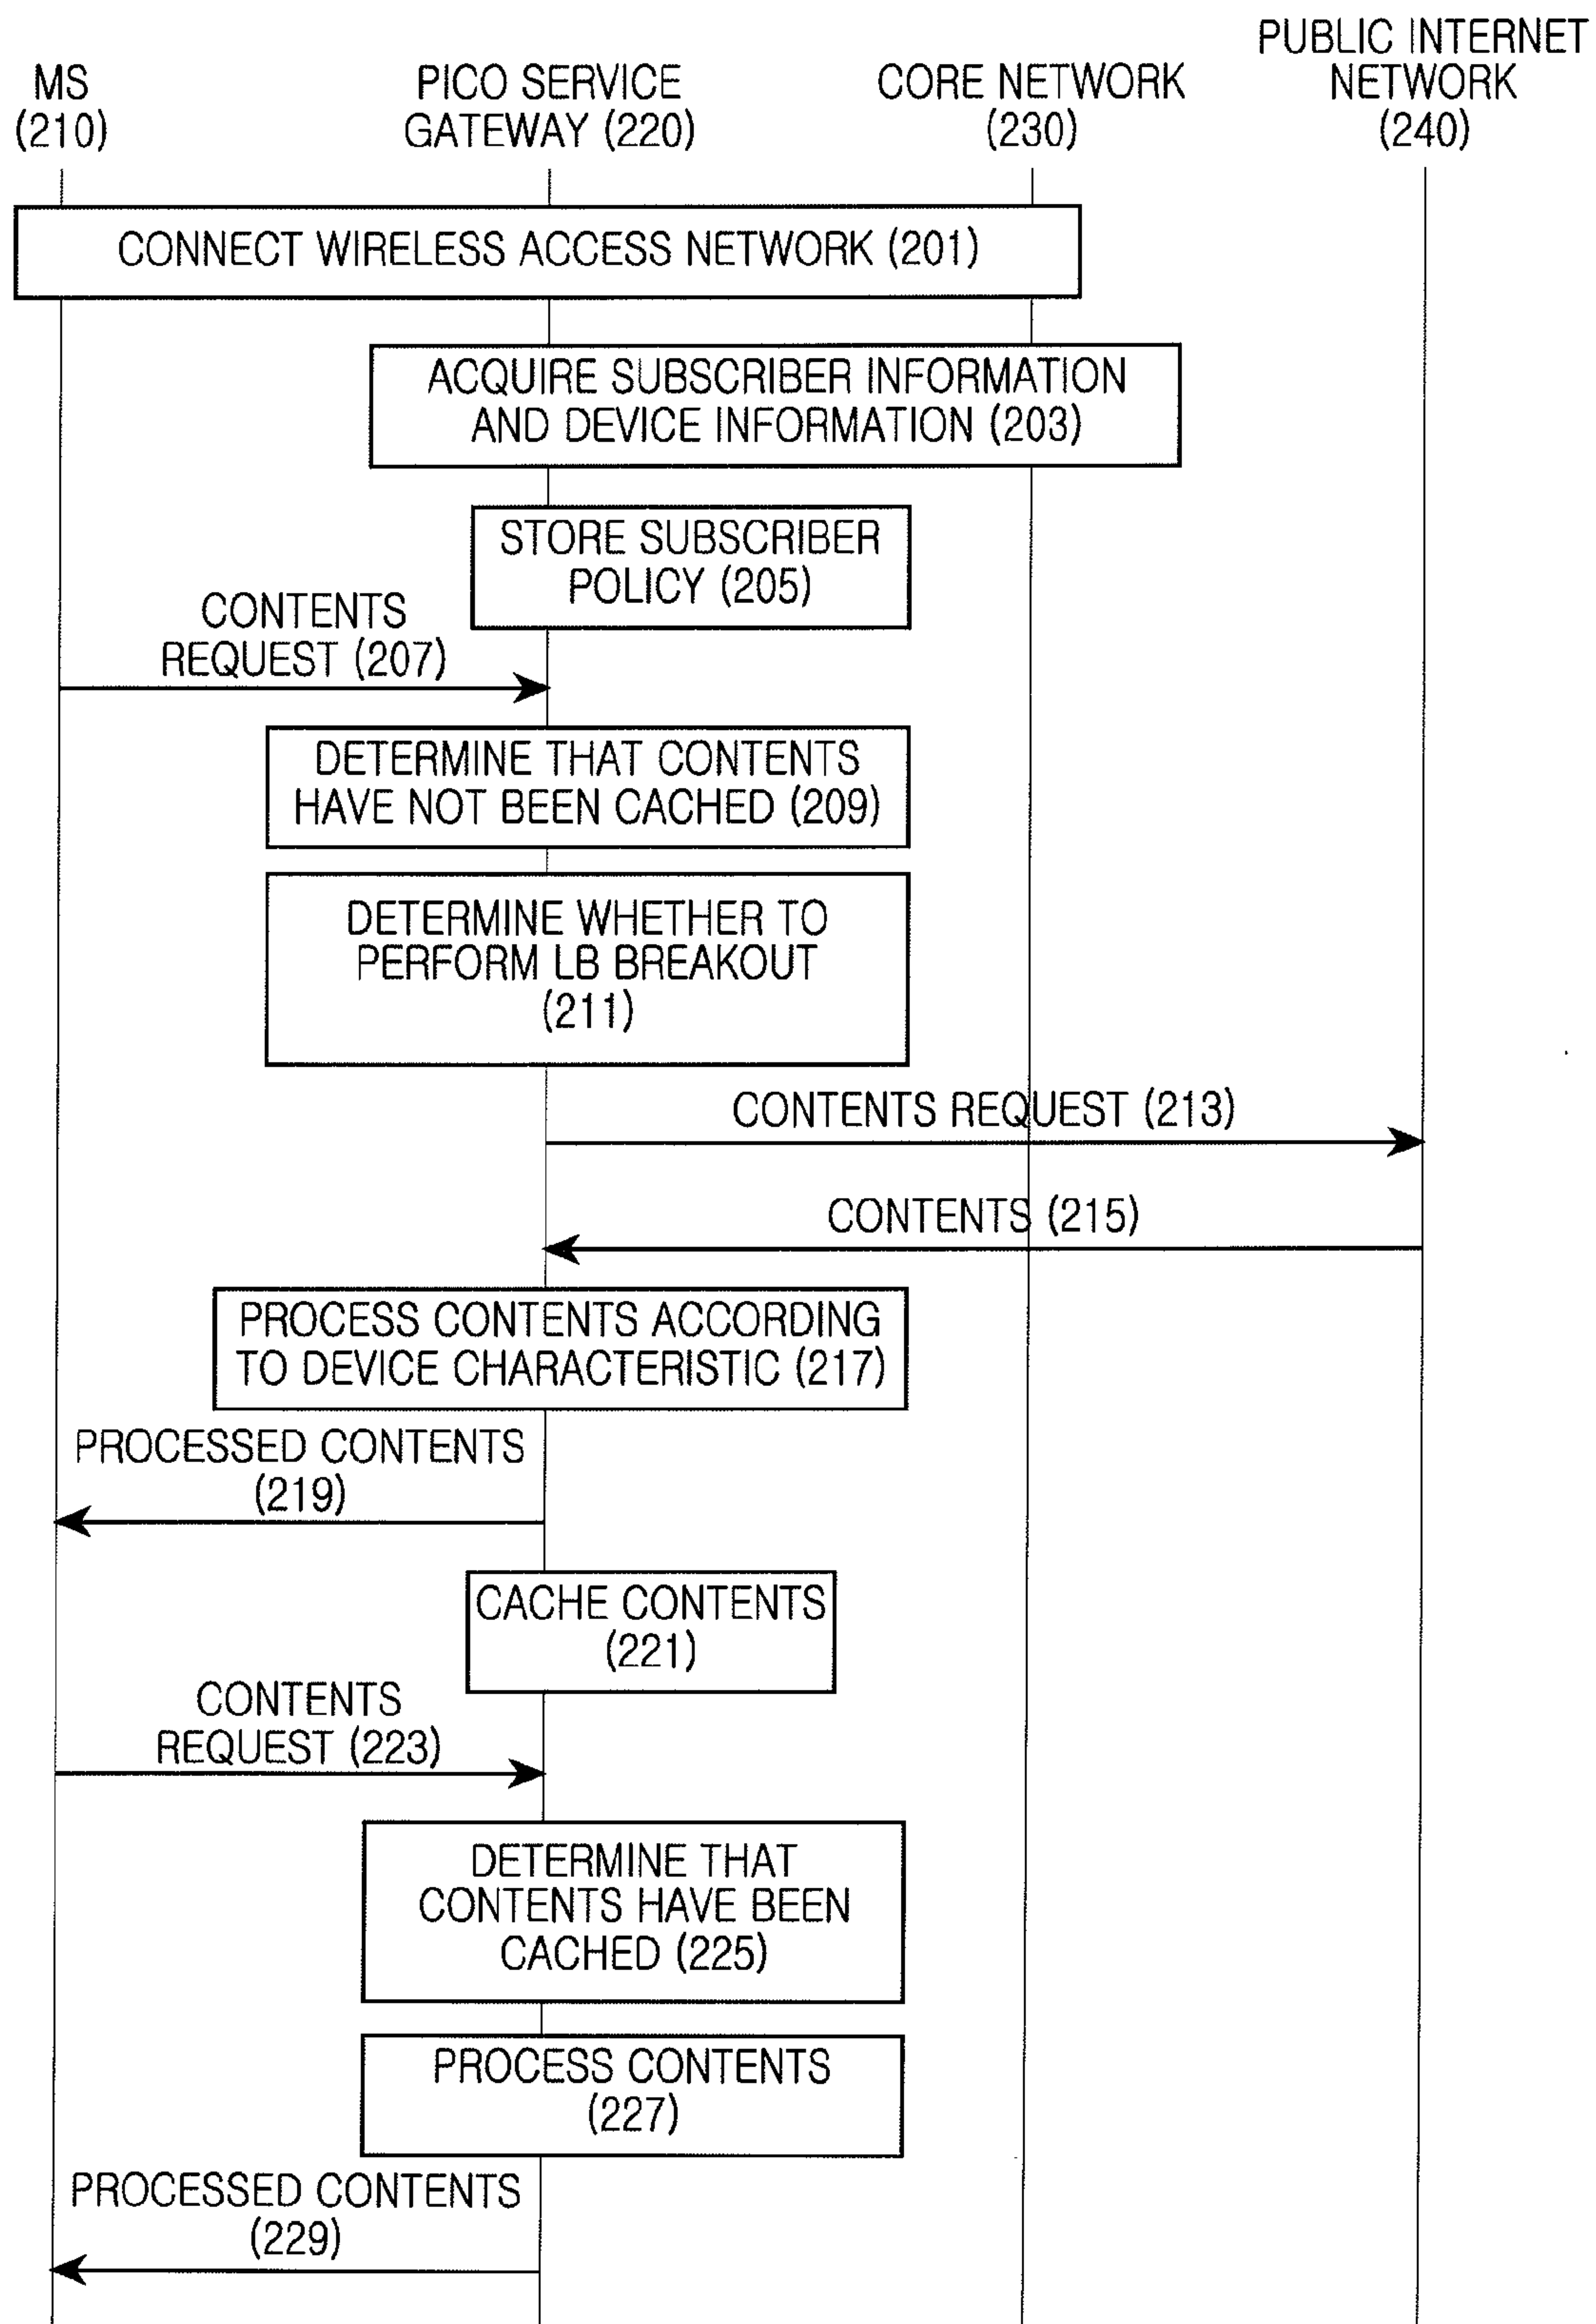 MS
(210)
PICO SERVICE
GATEWAY (220)
CORE NETWORK
(230)
PUBLIC INTERNET
NETWORK
(240)
CONNECT WIRELESS ACCESS NETWORK (201)
ACQUIRE SUBSCRIBER INFORMATION
AND DEVICE INFORMATION (203)
STORE SUBSCRIBER
POLICY (205)
CONTENTS
REQUEST (207)
DETERMINE THAT CONTENTS
HAVE NOT BEEN CACHED (209)
DETERMINE WHETHER TO
PERFORM LB BREAKOUT
(211)
CONTENTS REQUEST (213)
CONTENTS (215)
PROCESS CONTENTS ACCORDING
TO DEVICE CHARACTERISTIC (217)
PROCESSED CONTENTS
(219)
CACHE CONTENTS
(221)
CONTENTS
REQUEST (223)
DETERMINE THAT
CONTENTS HAVE BEEN
CACHED (225)
PROCESS CONTENTS
(227)
PROCESSED CONTENTS
(229)